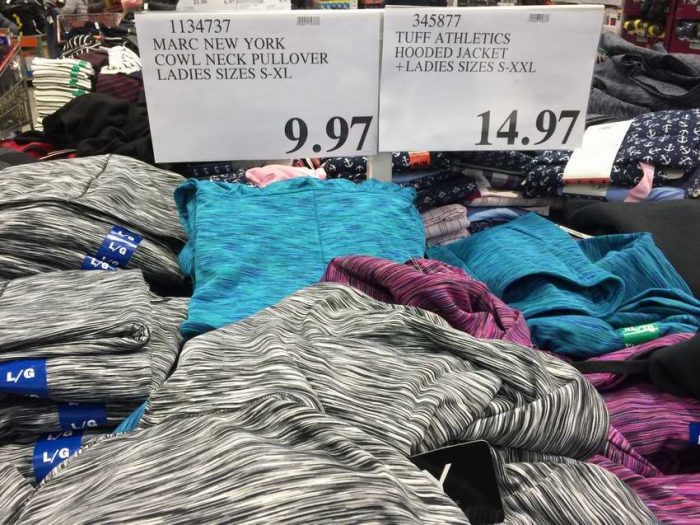 1134737
MARC NEW YORK
COWL NECK PULLOVER
LADIES SIZES S-XL
9.97
345877
TUFF ATHLETICS
HOODED JACKET
+LADIES SIZES S-XXL
14.97
L/G
L/G
L/G
L/G
L/G
L/G